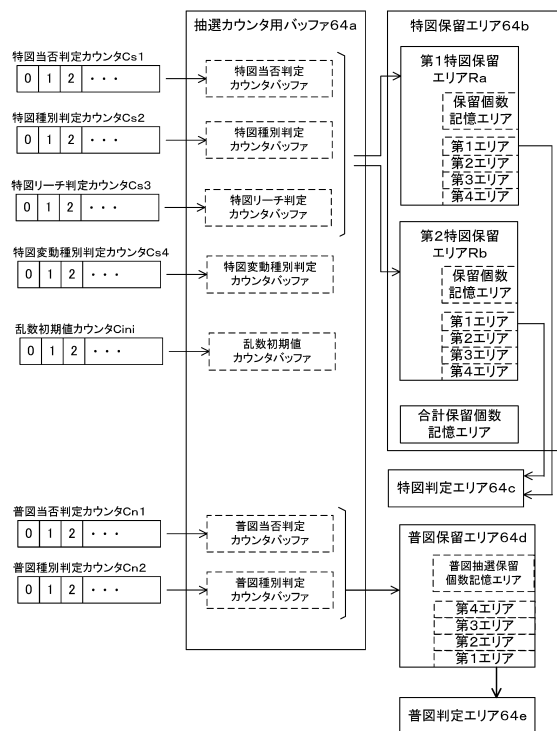 抽選カウンタ用バッファ64a
特図当否判定カウンタCs1
0 1 2 ・・・
特図当否判定
カウンタバッファ
特図種別判定カウンタCs2
0 1 2 ・・・
特図種別判定
カウンタバッファ
特図リーチ判定カウンタCs3
0 1 2 ・・・
特図リーチ判定
カウンタバッファ
特図変動種別判定カウンタCs4
0 1 2 ・・・
特図変動種別判定
カウンタバッファ
乱数初期値カウンタCini
0 1 2 ・・・
乱数初期値
カウンタバッファ
普図当否判定カウンタCn1
0 1 2 ・・・
普図当否判定
カウンタバッファ
普図種別判定カウンタCn2
0 1 2 ・・・
普図種別判定
カウンタバッファ
特図保留エリア64b
第1特図保留
エリアRa
保留個数
記憶エリア
第1エリア
第2エリア
第3エリア
第4エリア
第2特図保留
エリアRb
保留個数
記憶エリア
第1エリア
第2エリア
第3エリア
第4エリア
合計保留個数
記憶エリア
特図判定エリア64c
普図保留エリア64d
普図抽選保留
個数記憶エリア
第4エリア
第3エリア
第2エリア
第1エリア
普図判定エリア64e